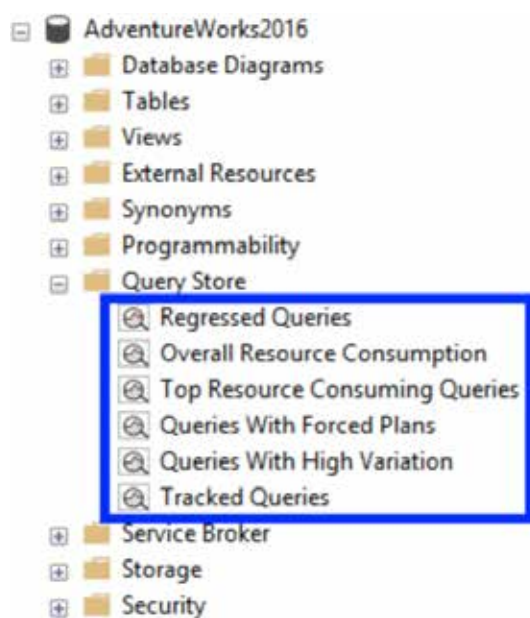 AdventureWorks2016
Database Diagrams
Tables
Views
External Resources
Synonyms
Programmability
Query Store
Regressed Queries
Overall Resource Consumption
Top Resource Consuming Queries
Queries With Forced Plans
Queries With High Variation
Tracked Queries
Service Broker
Storage
Security